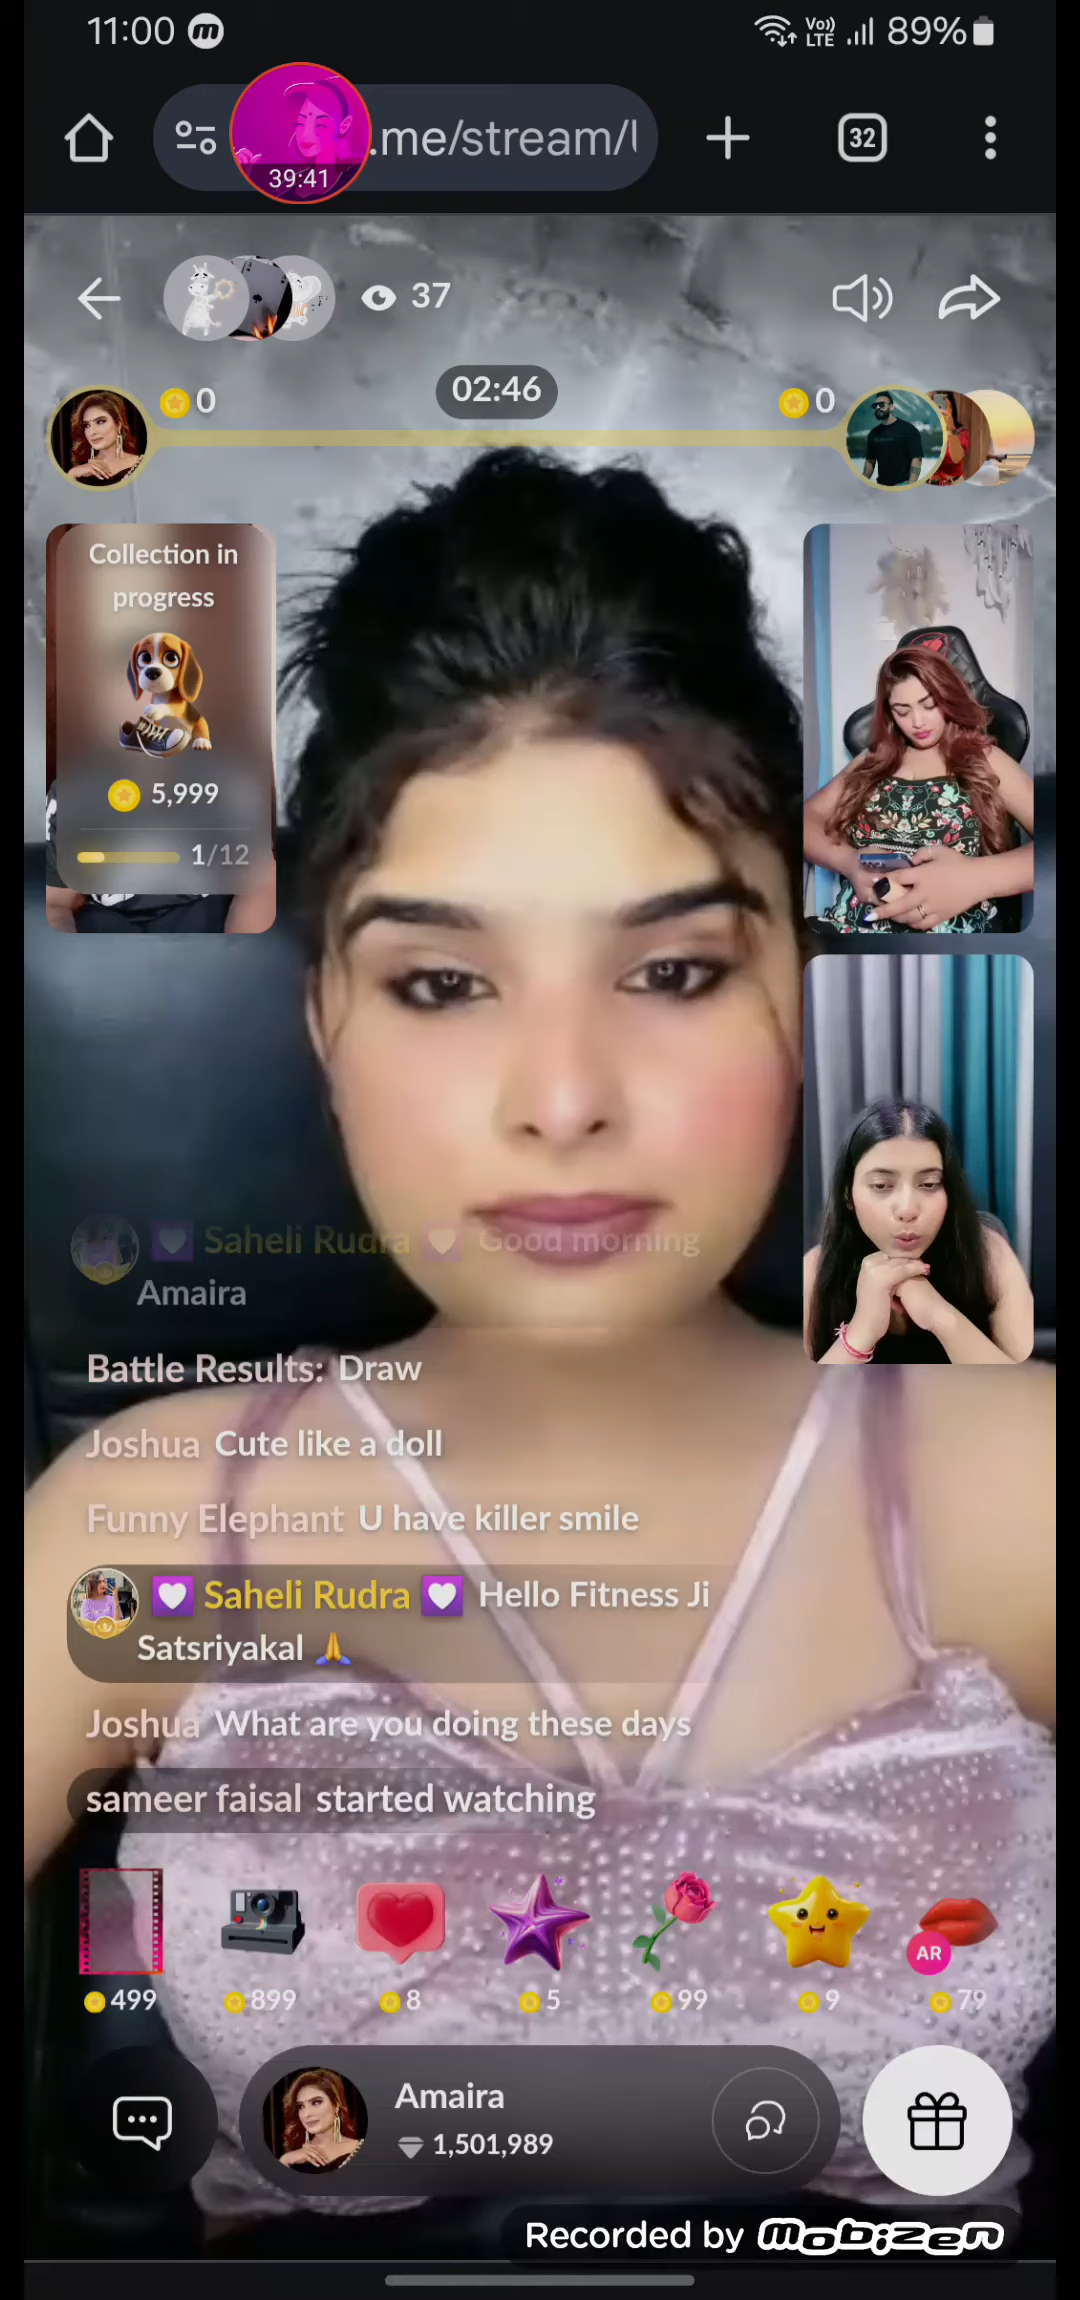 11:00
Vo))
LTE
89%
39:41
.me/stream/l
32
37
0
02:46
0
Collection in
progress
5,999
1/12
Saheli Rudra Good morning
Amaira
Battle Results: Draw
Joshua Cute like a doll
Funny Elephant U have killer smile
Saheli Rudra Hello Fitness Ji
Satsriyakal 🙏
Joshua What are you doing these days
sameer faisal started watching
AR
499
899
8
5
99
9
79
Amaira
1,501,989
Recorded by Mobizen